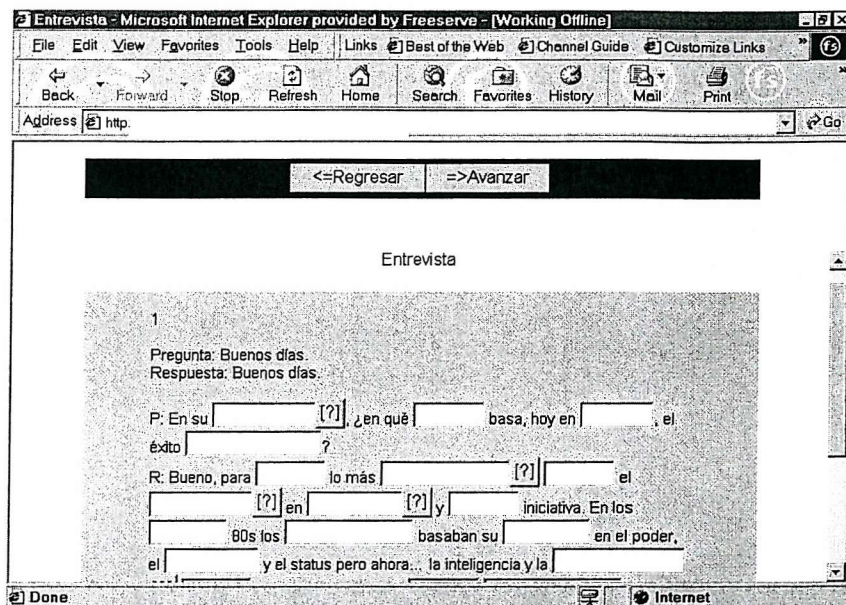 Entrevista - Microsoft Internet Explorer provided by Freeserve - [Working Offline]
File Edit View Favorites Tools Help Links Best of the Web Channel Guide Customize Links »
Back Forward Stop Refresh Home Search Favorites History Mail Print »
Address http. Go
<=Regresar =>Avanzar
Entrevista
1
Pregunta: Buenos días.
Respuesta: Buenos días.
P: En su [?], ¿en qué basa, hoy en , el
éxito ?
R: Bueno, para lo más [?] el
[?] en [?] y iniciativa. En los
80s los basaban su en el poder,
el y el status pero ahora... la inteligencia y la
Done Internet